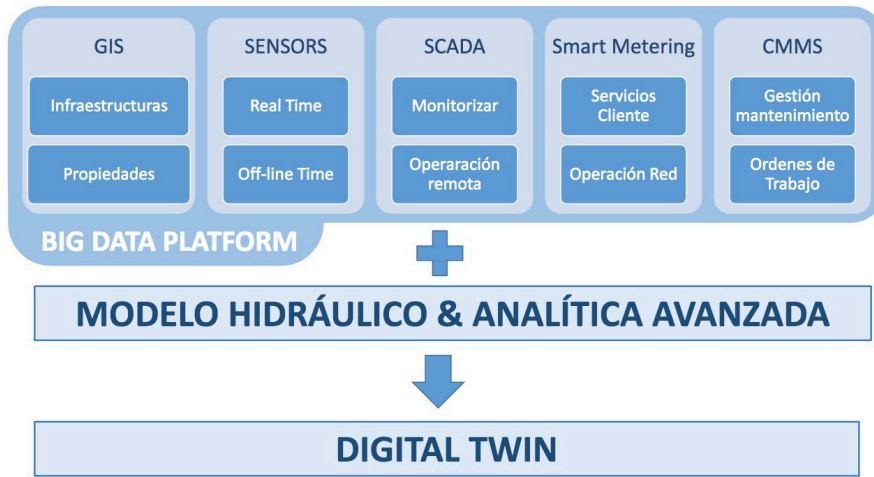 GIS
Infraestructuras
Propiedades
SENSORS
Real Time
Off-line Time
SCADA
Monitorizar
Operaración
remota
Smart Metering
Servicios
Cliente
Operación Red
CMMS
Gestión
mantenimiento
Ordenes de
Trabajo
BIG DATA PLATFORM
MODELO HIDRÁULICO & ANALÍTICA AVANZADA
DIGITAL TWIN